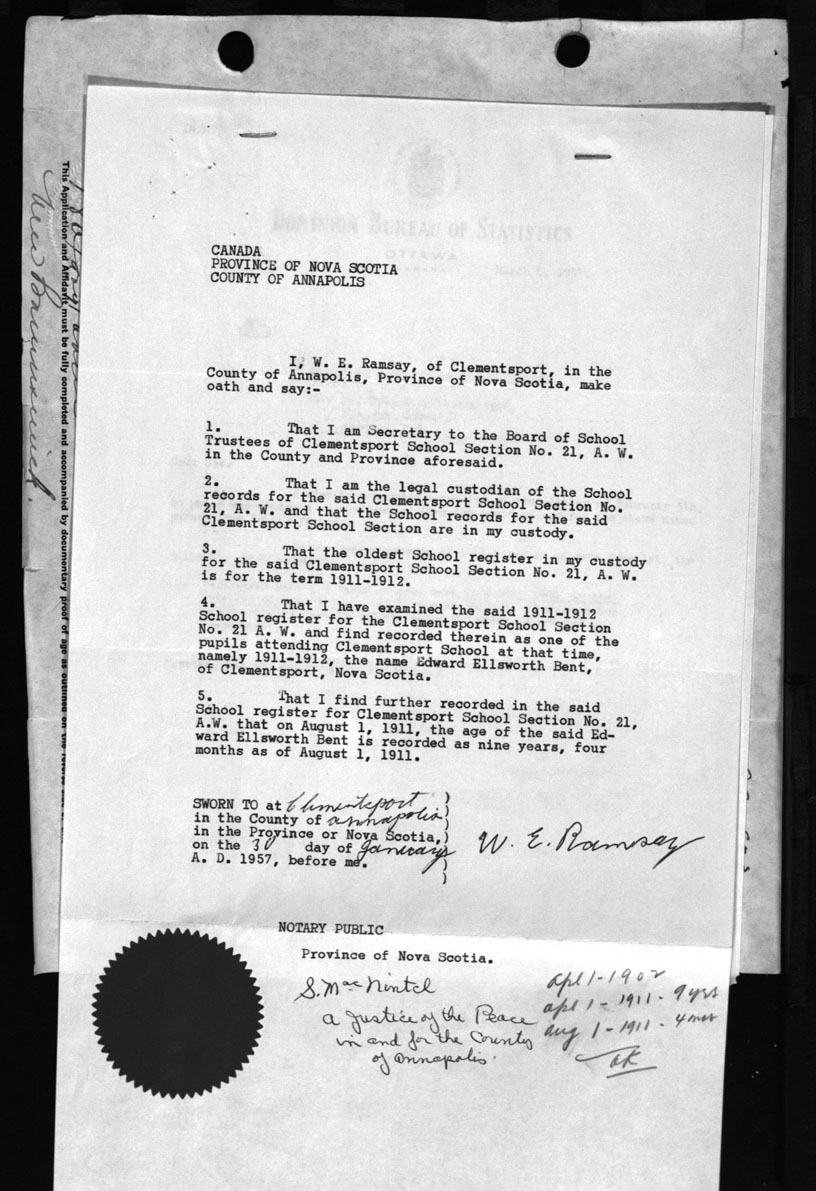 DOMINION BUREAU OF STATISTICS
OTTAWA
CANADA
PROVINCE OF NOVA SCOTIA
COUNTY OF ANNAPOLIS
I, W. E. Ramsay, of Clementsport, in the
County of Annapolis, Province of Nova Scotia, make
oath and say:-
1. That I am Secretary to the Board of School
Trustees of Clementsport School Section No. 21, A. W.
in the County and Province aforesaid.
2. That I am the legal custodian of the School
records for the said Clementsport School Section No.
21, A. W. and that the School records for the said
Clementsport School Section are in my custody.
3. That the oldest School register in my custody
for the said Clementsport School Section No. 21, A. W.
is for the term 1911-1912.
4. That I have examined the said 1911-1912
School register for the Clementsport School Section
No. 21 A. W. and find recorded therein as one of the
pupils attending Clementsport School at that time,
namely 1911-1912, the name Edward Ellsworth Bent,
of Clementsport, Nova Scotia.
5. That I find further recorded in the said
School register for Clementsport School Section No. 21,
A.W. that on August 1, 1911, the age of the said Ed-
ward Ellsworth Bent is recorded as nine years, four
months as of August 1, 1911.
SWORN TO at Clementsport )
in the County of Annapolis )
in the Province or Nova Scotia, )
on the 30 day of January )
A. D. 1957, before me. )
W. E. Ramsay
NOTARY PUBLIC
Province of Nova Scotia.
a Justice of the Peace
in and for the County
of Annapolis.
Apl 1-1902
apl 1 - 1911 - 9 yrs
aug 1 - 1911 - 4 mos
OK
This Application and Affidavit must be fully completed and accompanied by documentary proof of age as outlined on the reverse
New Brunswick.